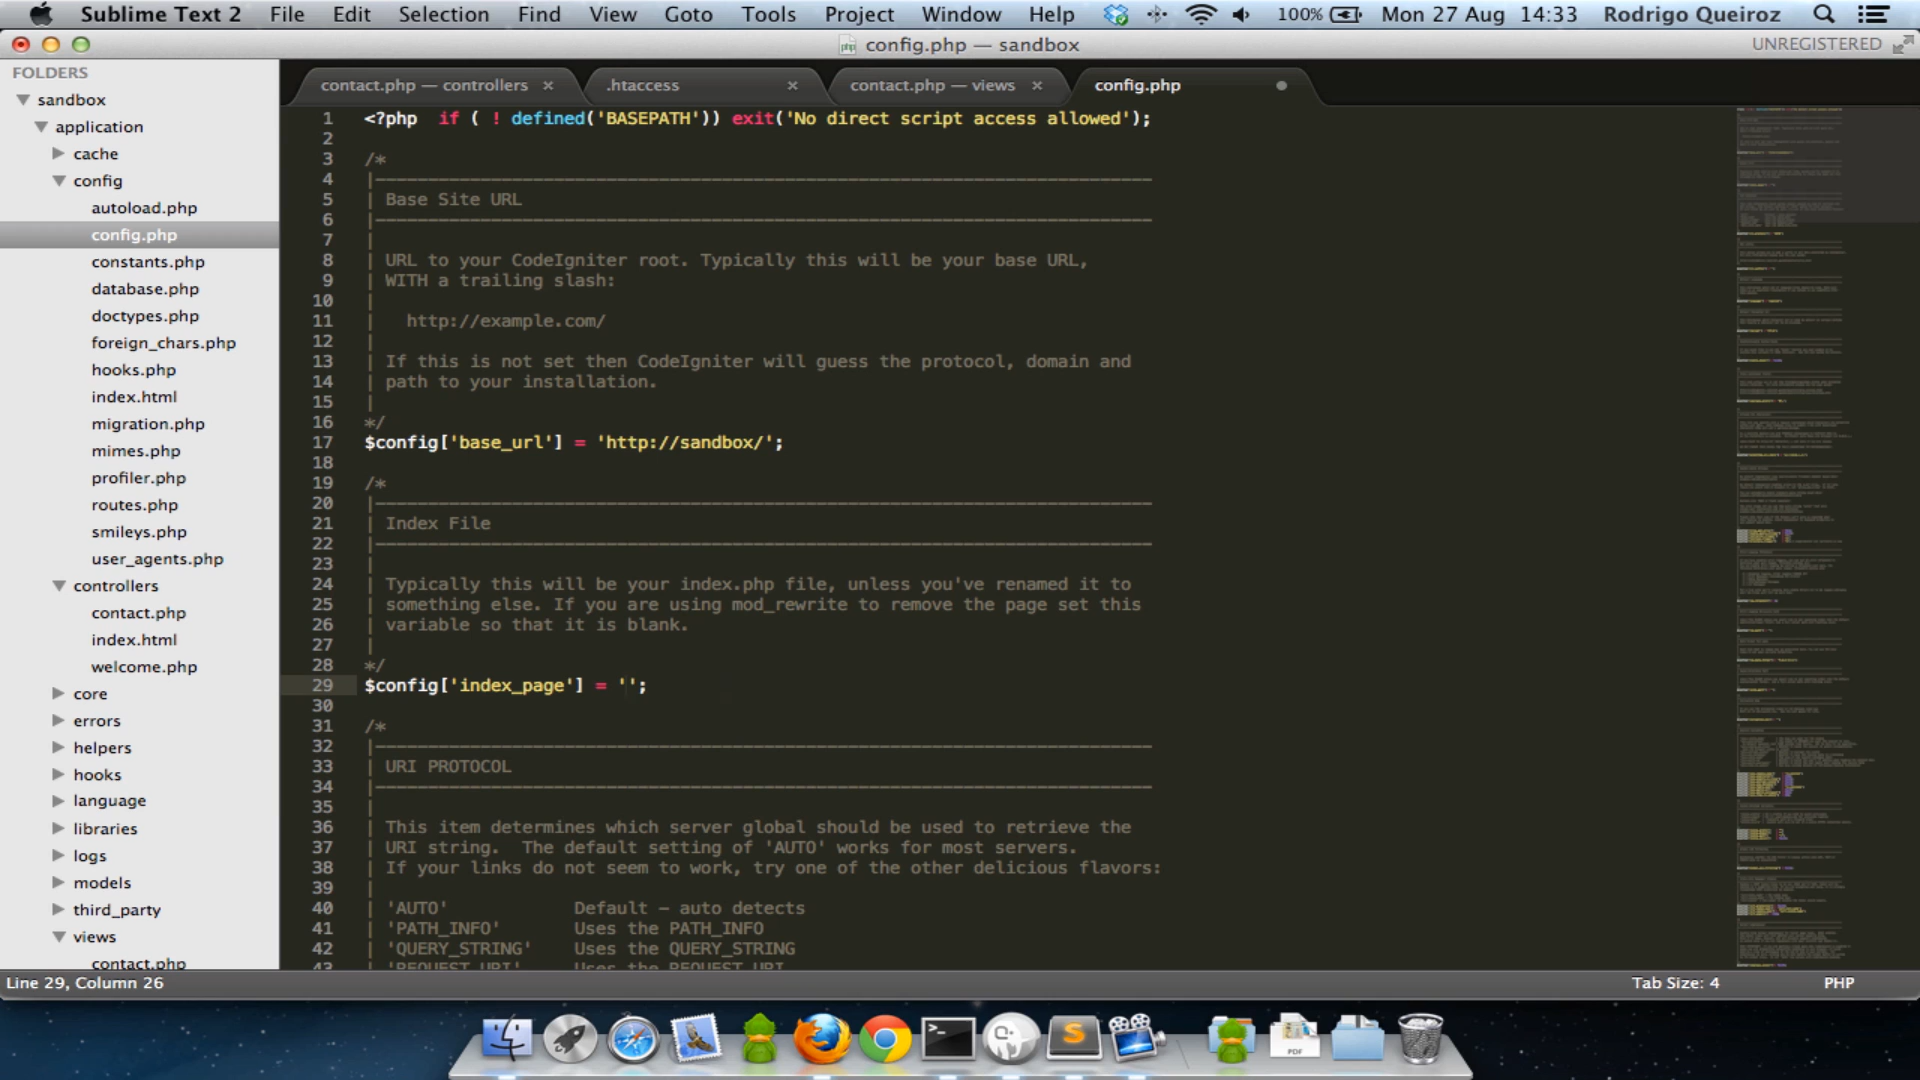 Sublime Text 2 File Edit Selection Find View Goto Tools Project Window Help 100% Mon 27 Aug 14:33 Rodrigo Queiroz
config.php — sandbox
UNREGISTERED
FOLDERS
sandbox
application
cache
config
autoload.php
config.php
constants.php
database.php
doctypes.php
foreign_chars.php
hooks.php
index.html
migration.php
mimes.php
profiler.php
routes.php
smileys.php
user_agents.php
controllers
contact.php
index.html
welcome.php
core
errors
helpers
hooks
language
libraries
logs
models
third_party
views
contact.php
contact.php — controllers × .htaccess × contact.php — views × config.php
1 <?php  if ( ! defined('BASEPATH')) exit('No direct script access allowed');
2
3 /*
4 |--------------------------------------------------------------------------
5 | Base Site URL
6 |--------------------------------------------------------------------------
7 |
8 | URL to your CodeIgniter root. Typically this will be your base URL,
9 | WITH a trailing slash:
10 |
11 |   http://example.com/
12 |
13 | If this is not set then CodeIgniter will guess the protocol, domain and
14 | path to your installation.
15 |
16 */
17 $config['base_url'] = 'http://sandbox/';
18
19 /*
20 |--------------------------------------------------------------------------
21 | Index File
22 |--------------------------------------------------------------------------
23 |
24 | Typically this will be your index.php file, unless you've renamed it to
25 | something else. If you are using mod_rewrite to remove the page set this
26 | variable so that it is blank.
27 |
28 */
29 $config['index_page'] = '';
30
31 /*
32 |--------------------------------------------------------------------------
33 | URI PROTOCOL
34 |--------------------------------------------------------------------------
35 |
36 | This item determines which server global should be used to retrieve the
37 | URI string.  The default setting of 'AUTO' works for most servers.
38 | If your links do not seem to work, try one of the other delicious flavors:
39 |
40 | 'AUTO'            Default - auto detects
41 | 'PATH_INFO'       Uses the PATH_INFO
42 | 'QUERY_STRING'    Uses the QUERY_STRING
43 | 'REQUEST_URI'     Uses the REQUEST_URI
Line 29, Column 26
Tab Size: 4
PHP
PDF